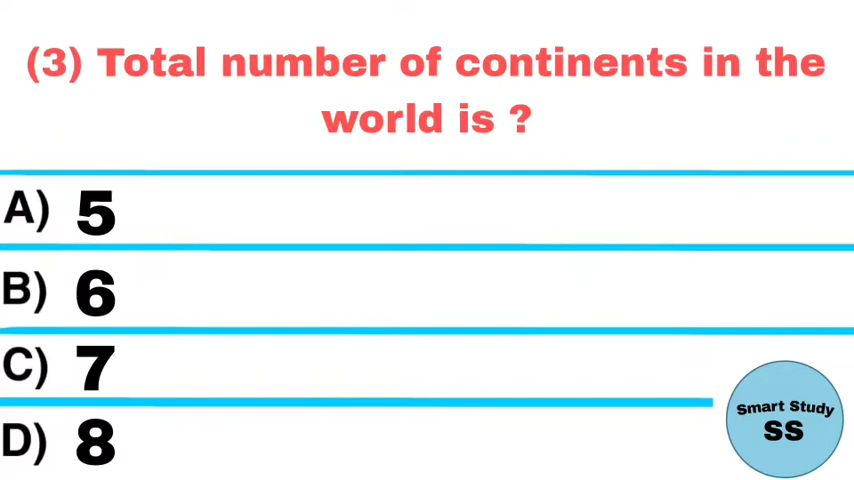 (3) Total number of continents in the
world is ?
A) 5
B) 6
C) 7
D) 8
Smart Study
SS